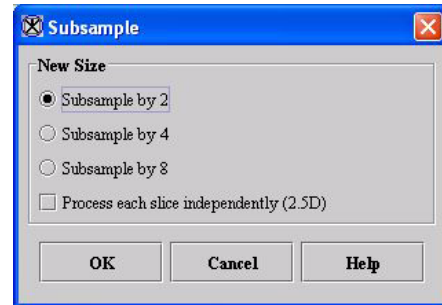 Subsample
New Size
Subsample by 2
Subsample by 4
Subsample by 8
Process each slice independently (2.5D)
OK Cancel Help